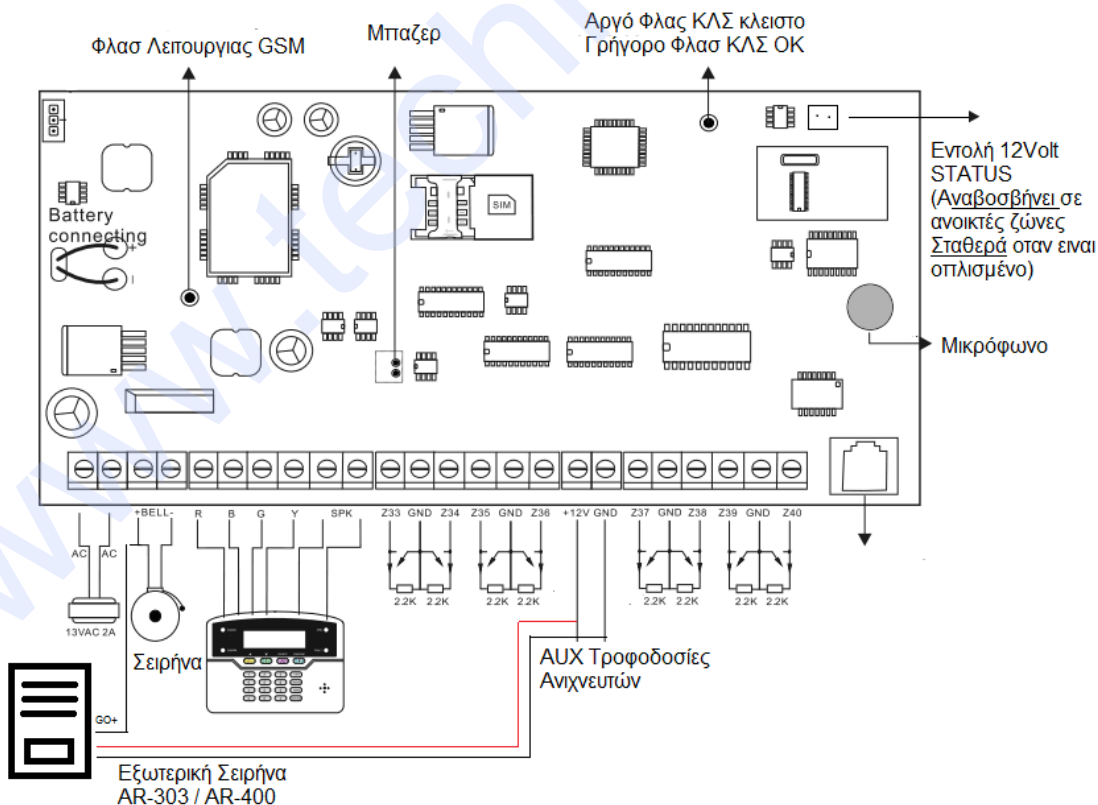 Αργό Φλας ΚΛΣ κλειστο
Γρήγορο Φλασ ΚΛΣ ΟΚ
Φλασ Λειτουργιας GSM
Μπαζερ
Εντολή 12Volt
STATUS
(Αναβοσβήνει σε
ανοικτές ζώνες
Σταθερά οταν ειναι
οπλισμένο)
SIM
Battery
connecting
+
-
Μικρόφωνο
+BELL-
R B G Y SPK
Z33 GND Z34
Z35 GND Z36
+12V GND
Z37 GND Z38
Z39 GND Z40
AC AC
2.2K 2.2K
2.2K 2.2K
2.2K 2.2K
2.2K 2.2K
13VAC 2A
Σειρήνα
AUX Τροφοδοσίες
Ανιχνευτών
GO+
Εξωτερική Σειρήνα
AR-303 / AR-400
www.techn